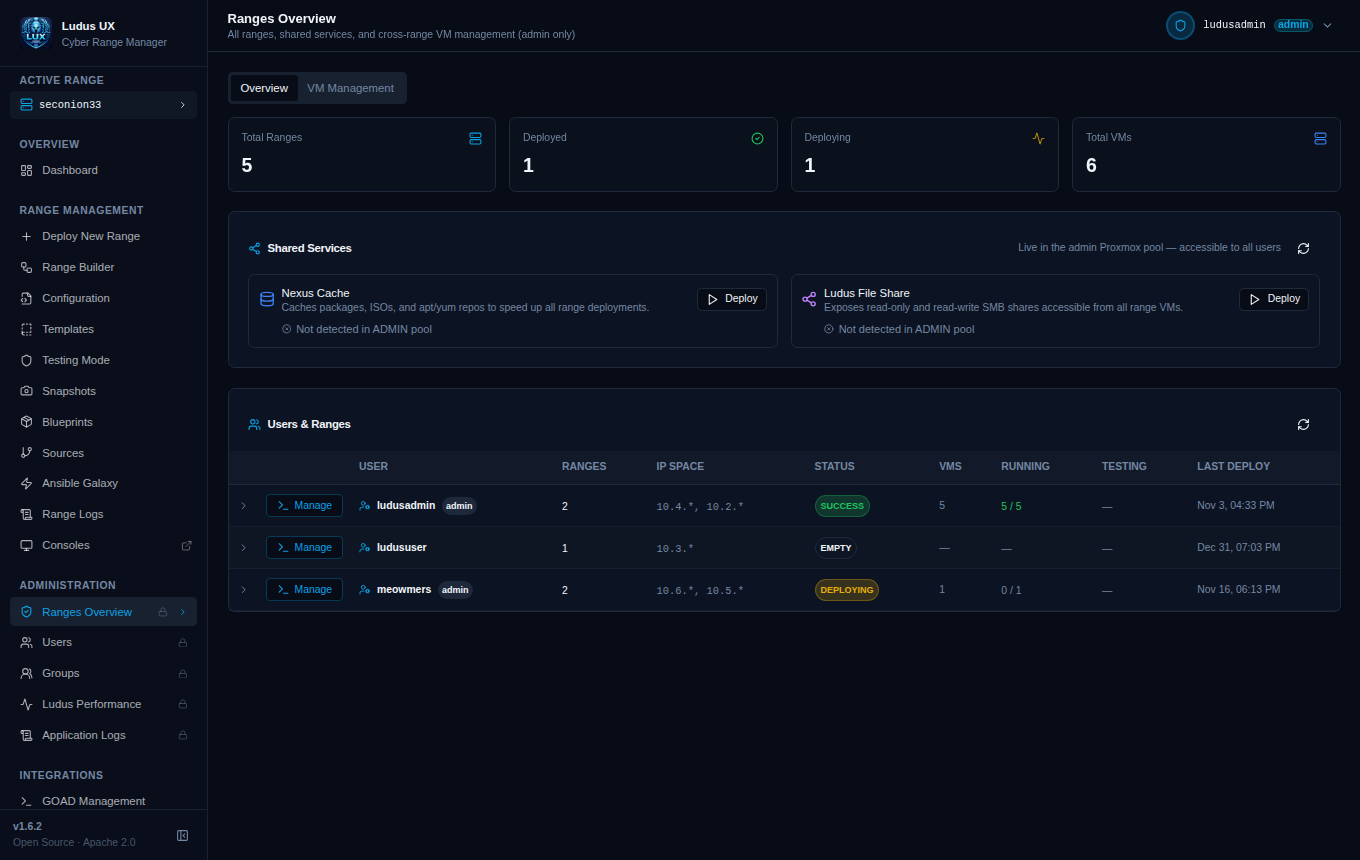 LUX
Ludus UX
Cyber Range Manager
ACTIVE RANGE
seconion33
OVERVIEW
Dashboard
RANGE MANAGEMENT
Deploy New Range
Range Builder
Configuration
Templates
Testing Mode
Snapshots
Blueprints
Sources
Ansible Galaxy
Range Logs
Consoles
ADMINISTRATION
Ranges Overview
Users
Groups
Ludus Performance
Application Logs
INTEGRATIONS
GOAD Management
v1.6.2
Open Source · Apache 2.0
Ranges Overview
All ranges, shared services, and cross-range VM management (admin only)
ludusadmin admin
Overview VM Management
Total Ranges
5
Deployed
1
Deploying
1
Total VMs
6
Shared Services
Live in the admin Proxmox pool — accessible to all users
Nexus Cache
Caches packages, ISOs, and apt/yum repos to speed up all range deployments.
Not detected in ADMIN pool
Deploy
Ludus File Share
Exposes read-only and read-write SMB shares accessible from all range VMs.
Not detected in ADMIN pool
Deploy
Users & Ranges
USER RANGES IP SPACE STATUS VMS RUNNING TESTING LAST DEPLOY
Manage ludusadmin admin 2 10.4.*, 10.2.* SUCCESS 5 5 / 5 — Nov 3, 04:33 PM
Manage ludususer 1 10.3.* EMPTY — — — Dec 31, 07:03 PM
Manage meowmers admin 2 10.6.*, 10.5.* DEPLOYING 1 0 / 1 — Nov 16, 06:13 PM